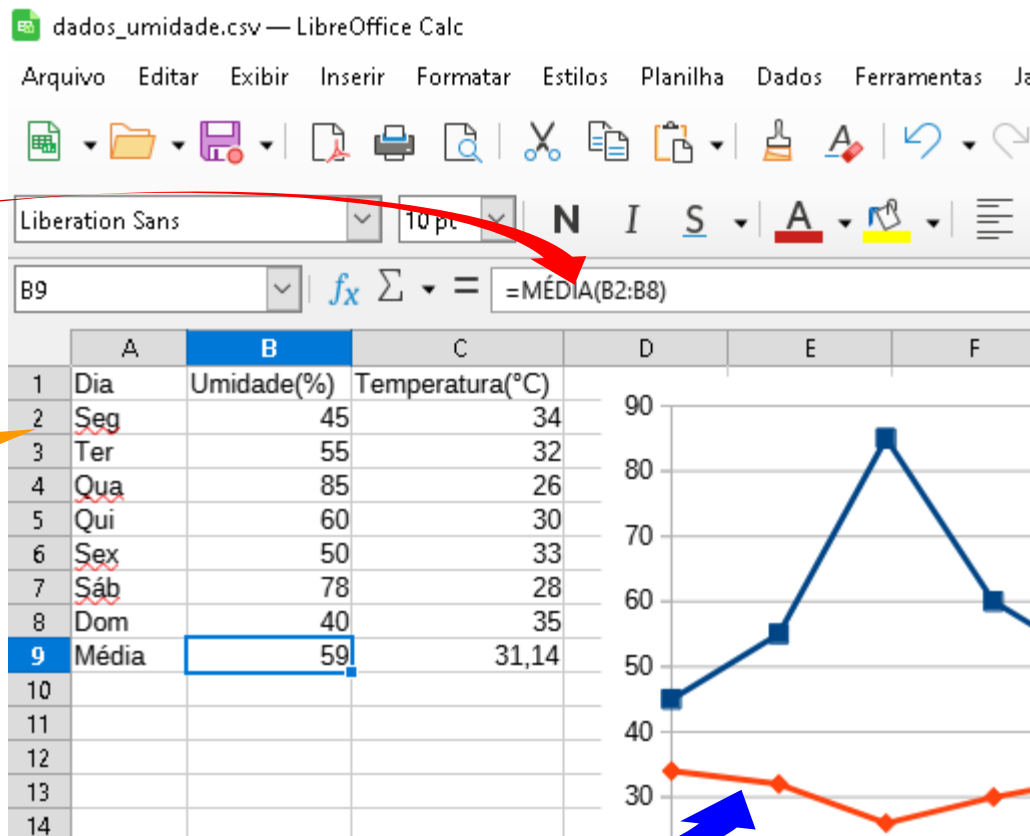 dados_umidade.csv — LibreOffice Calc
Arquivo Editar Exibir Inserir Formatar Estilos Planilha Dados Ferramentas Ja
Liberation Sans 10 pt N I S A
B9 fx Σ = =MÉDIA(B2:B8)
A B C D E F
1 Dia Umidade(%) Temperatura(°C)
2 Seg 45 34
3 Ter 55 32
4 Qua 85 26
5 Qui 60 30
6 Sex 50 33
7 Sáb 78 28
8 Dom 40 35
9 Média 59 31,14
10
11
12
13
14
90
80
70
60
50
40
30